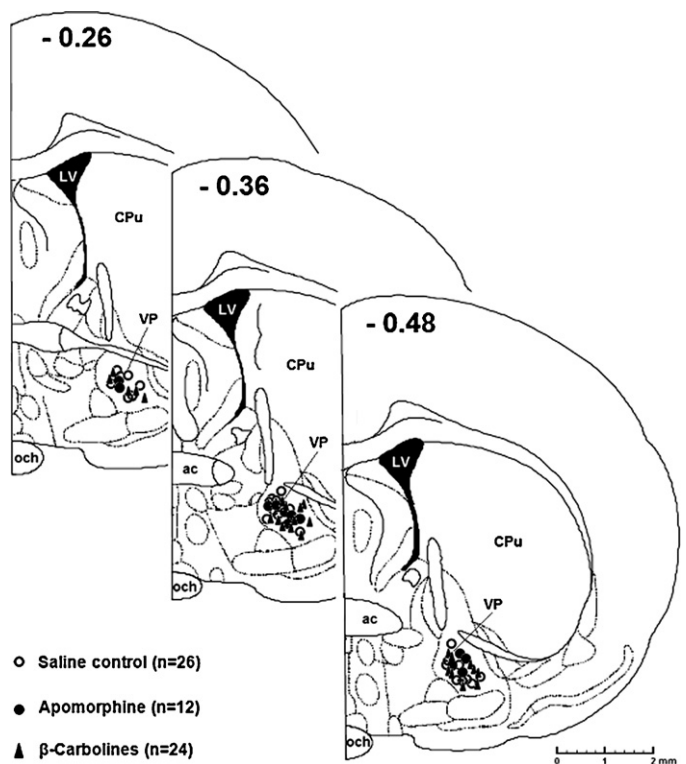 - 0.26
LV
CPu
VP
och
- 0.36
LV
CPu
VP
ac
och
- 0.48
LV
CPu
VP
ac
och
Saline control (n=26)
Apomorphine (n=12)
β-Carbolines (n=24)
0 1 2 mm